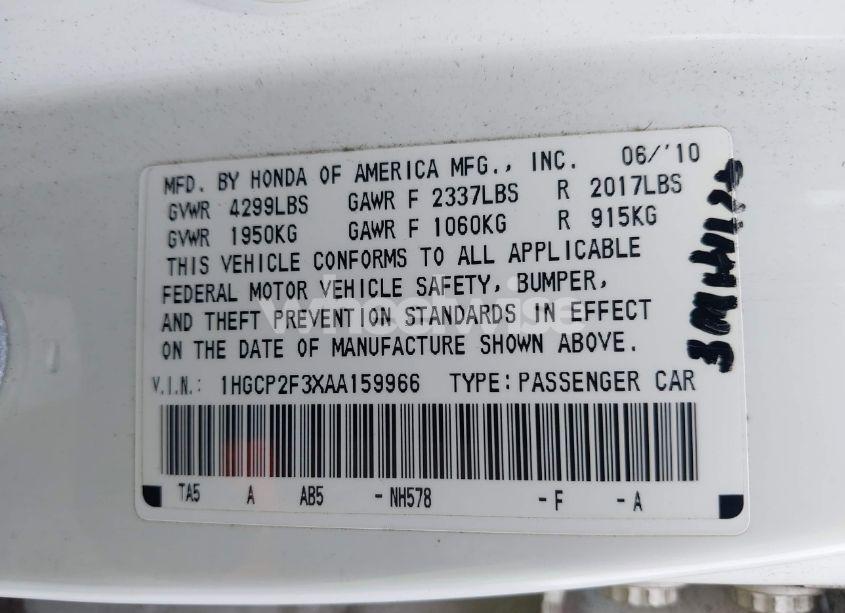 MFD. BY HONDA OF AMERICA MFG., INC. 06/'10
GVWR 4299LBS GAWR F 2337LBS R 2017LBS
GVWR 1950KG GAWR F 1060KG R 915KG
THIS VEHICLE CONFORMS TO ALL APPLICABLE
FEDERAL MOTOR VEHICLE SAFETY, BUMPER,
AND THEFT PREVENTION STANDARDS IN EFFECT
ON THE DATE OF MANUFACTURE SHOWN ABOVE.
V.I.N.: 1HGCP2F3XAA159966 TYPE: PASSENGER CAR
TA5 A AB5 - NH578 - F - A
wheelwise